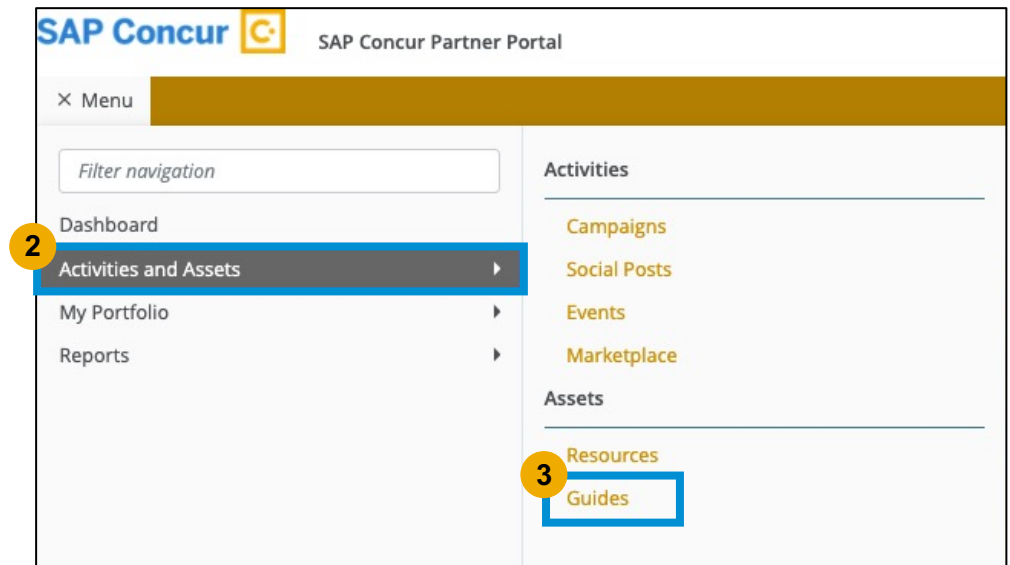 SAP Concur C SAP Concur Partner Portal
× Menu
Filter navigation
Dashboard
2
Activities and Assets
My Portfolio
Reports
Activities
Campaigns
Social Posts
Events
Marketplace
Assets
Resources
3
Guides